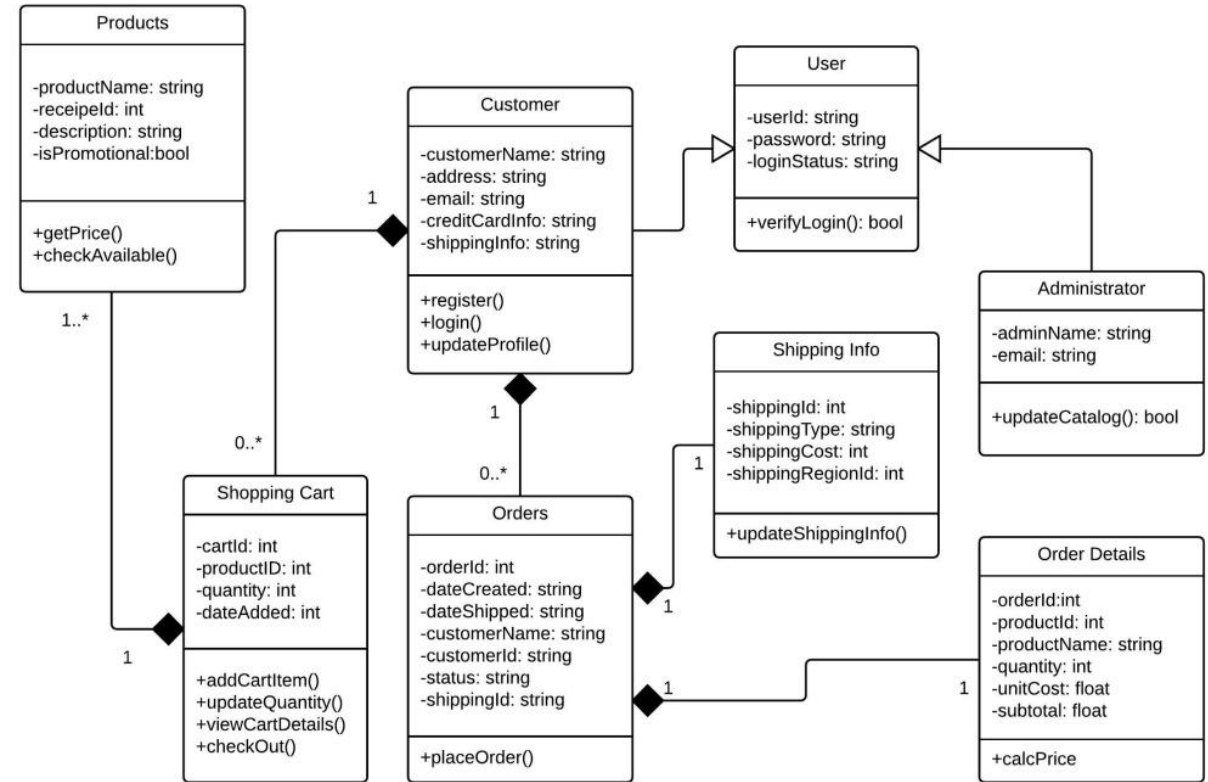 Products
-productName: string
-receipeId: int
-description: string
-isPromotional:bool
+getPrice()
+checkAvailable()
1..*
1
Customer
-customerName: string
-address: string
-email: string
-creditCardInfo: string
-shippingInfo: string
+register()
+login()
+updateProfile()
1
0..*
1
0..*
User
-userId: string
-password: string
-loginStatus: string
+verifyLogin(): bool
Administrator
-adminName: string
-email: string
+updateCatalog(): bool
Shipping Info
-shippingId: int
-shippingType: string
-shippingCost: int
-shippingRegionId: int
+updateShippingInfo()
1
1
Shopping Cart
-cartId: int
-productID: int
-quantity: int
-dateAdded: int
+addCartItem()
+updateQuantity()
+viewCartDetails()
+checkOut()
Orders
-orderId: int
-dateCreated: string
-dateShipped: string
-customerName: string
-customerId: string
-status: string
-shippingId: string
+placeOrder()
1
1
Order Details
-orderId:int
-productId: int
-productName: string
-quantity: int
-unitCost: float
-subtotal: float
+calcPrice